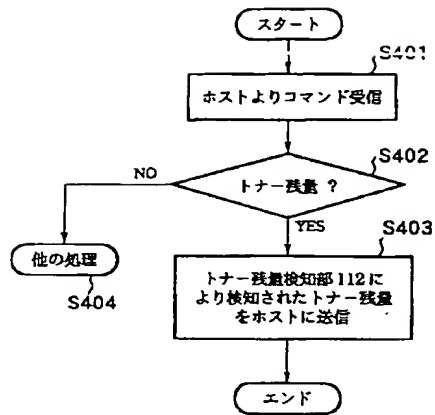 スタート
S401
ホストよりコマンド受信
S402
トナー残量 ?
NO
YES
S403
他の処理
S404
トナー残量検知部112に
より検知されたトナー残量
をホストに送信
エンド